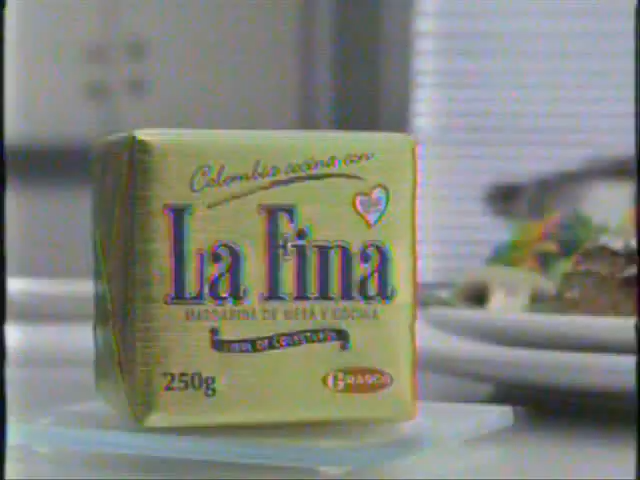 Colombia cocina con
La Fina
MARGARINA DE MESA Y COCINA
LIBRE DE COLESTEROL
250g
GRASCO